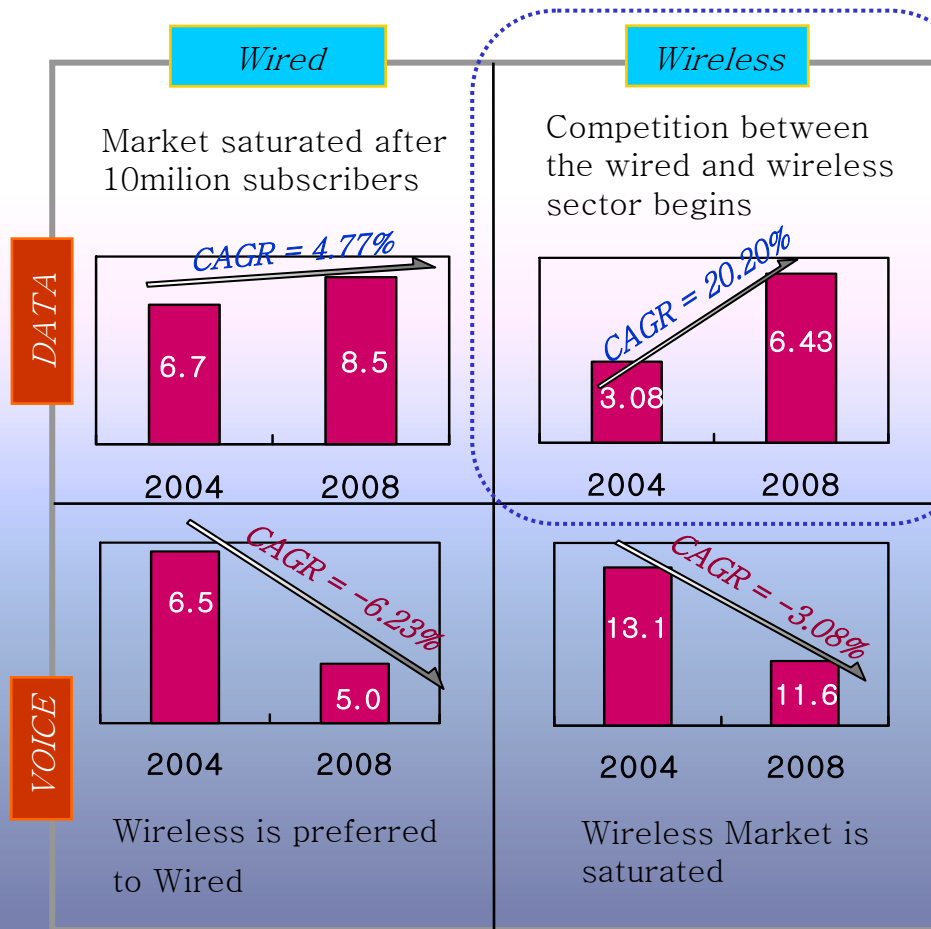 Wired
Wireless
Market saturated after
10milion subscribers
Competition between
the wired and wireless
sector begins
DATA
CAGR = 4.77%
6.7
8.5
2004
2008
CAGR = 20.20%
3.08
6.43
2004
2008
VOICE
CAGR = -6.23%
6.5
5.0
2004
2008
CAGR = -3.08%
13.1
11.6
2004
2008
Wireless is preferred
to Wired
Wireless Market is
saturated